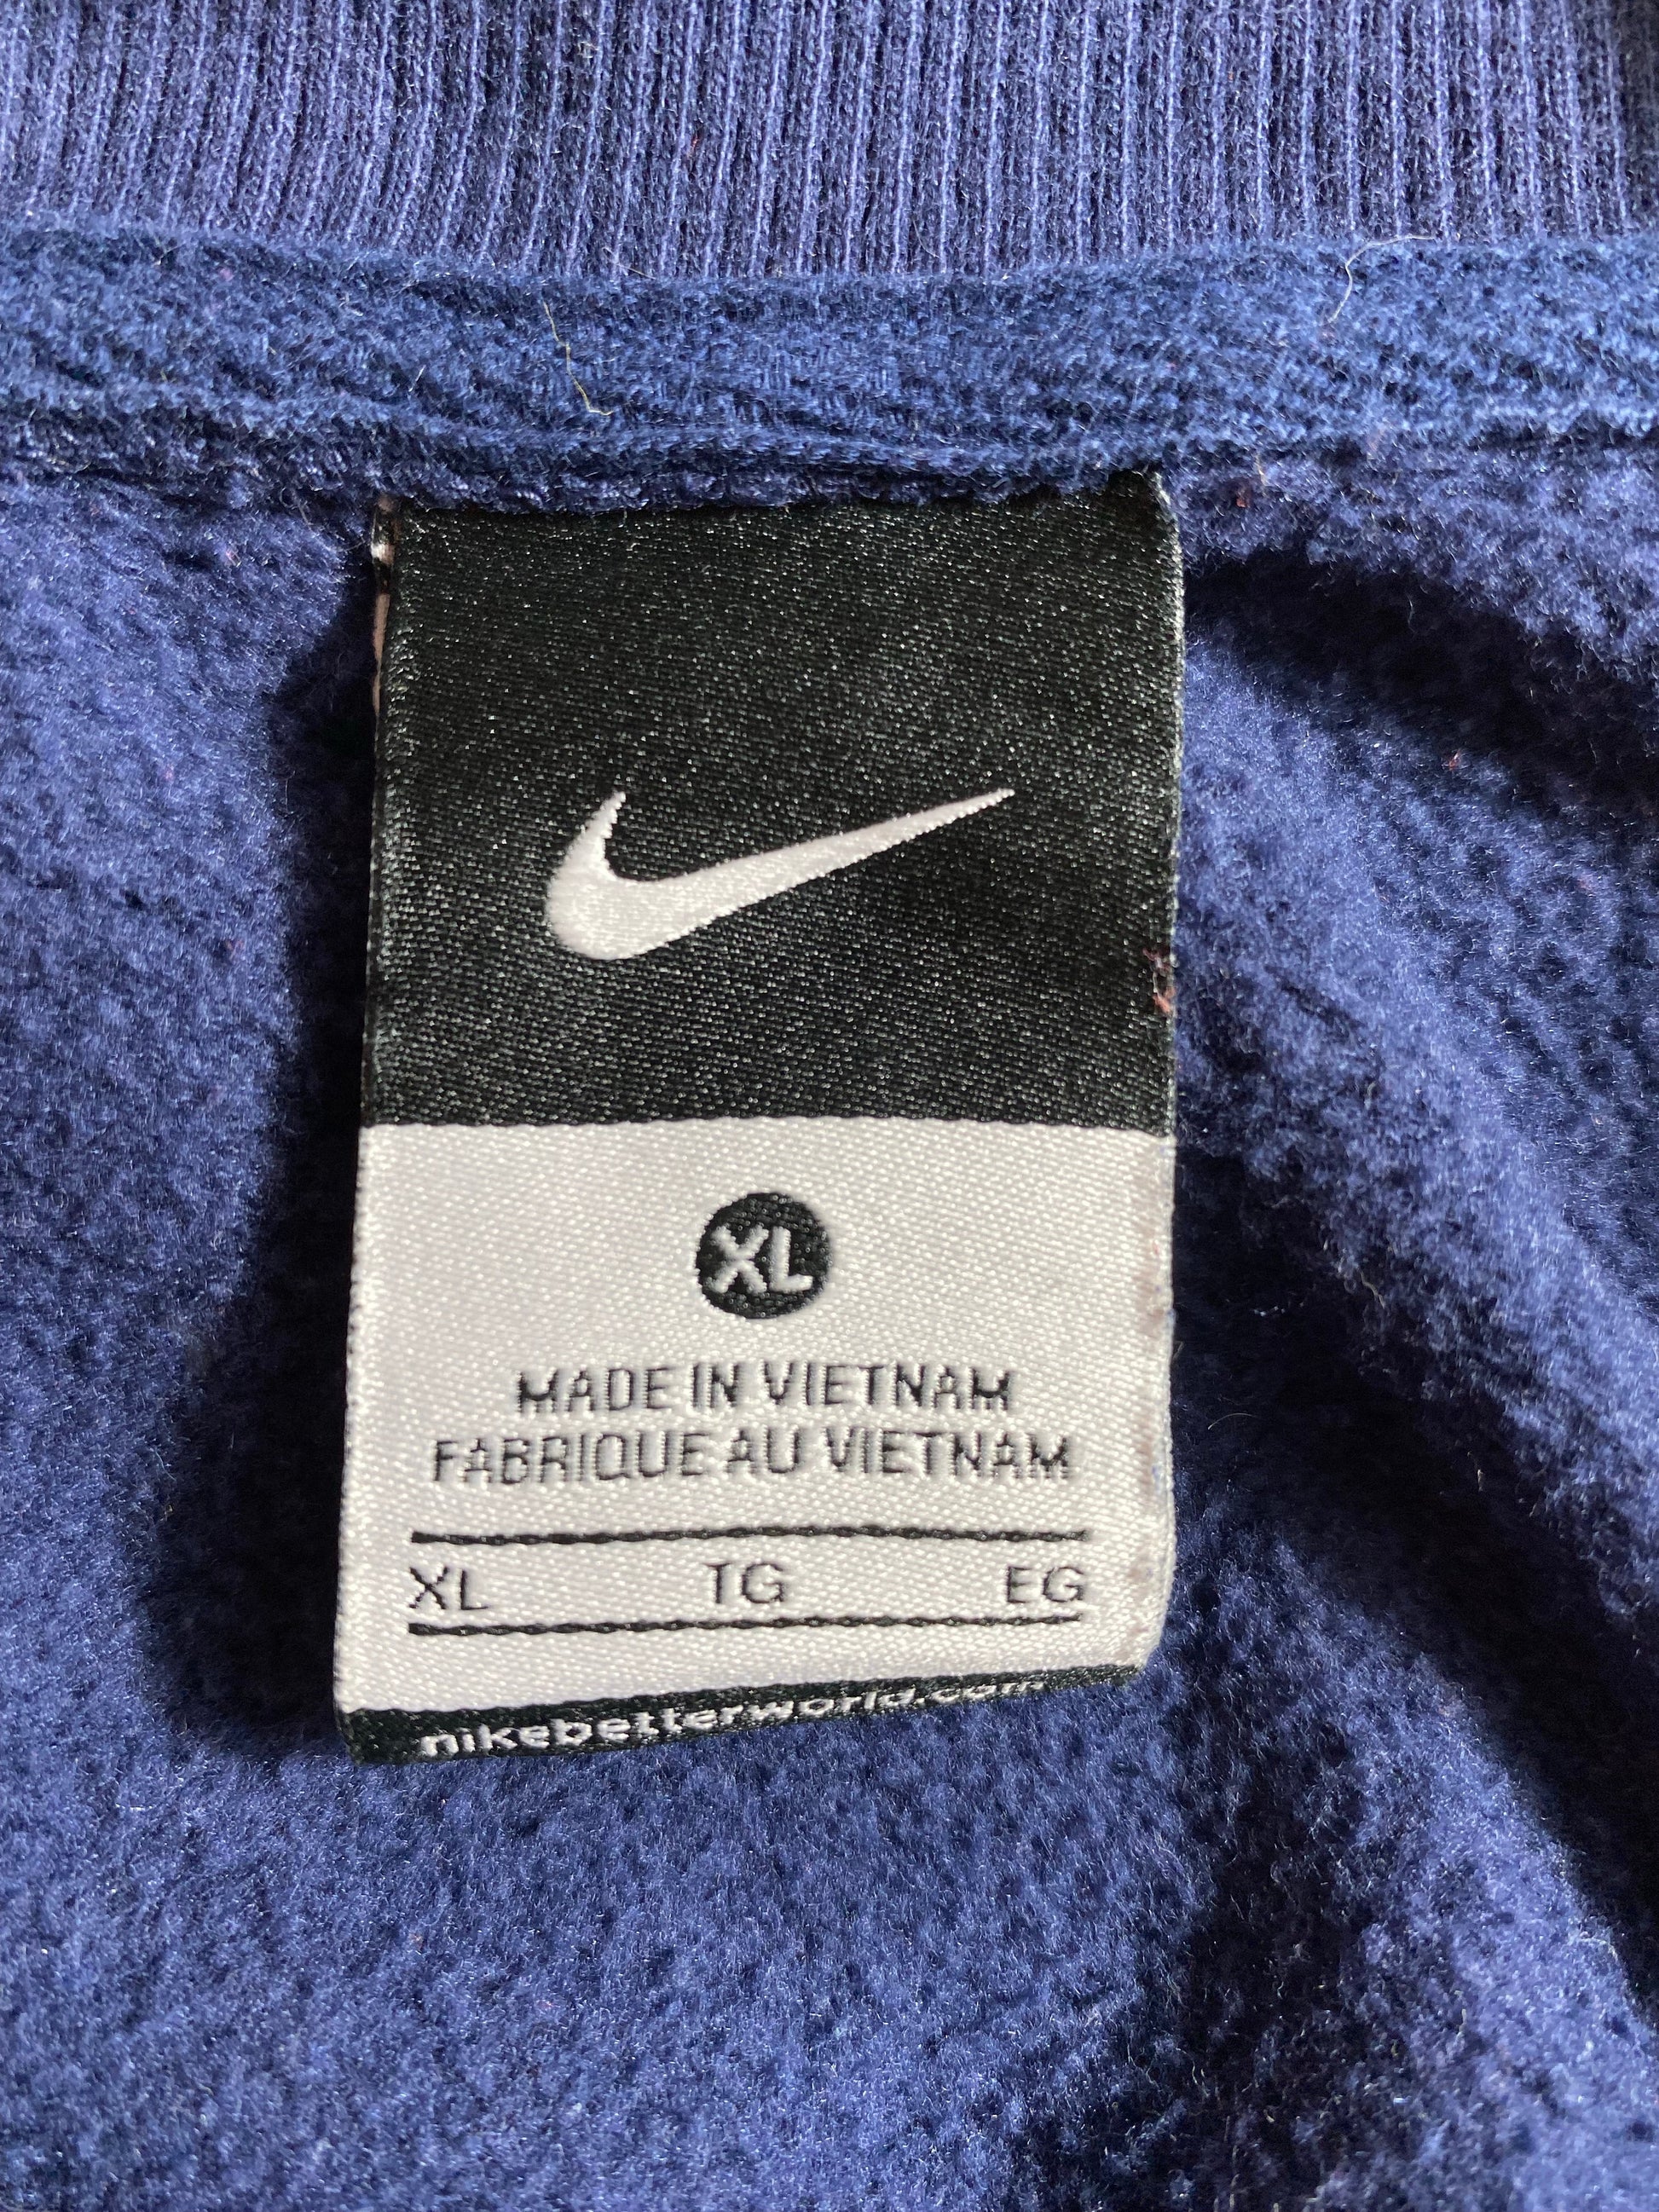 XL
MADE IN VIETNAM
FABRIQUE AU VIETNAM
XL TG EG
nikebetterworld.com